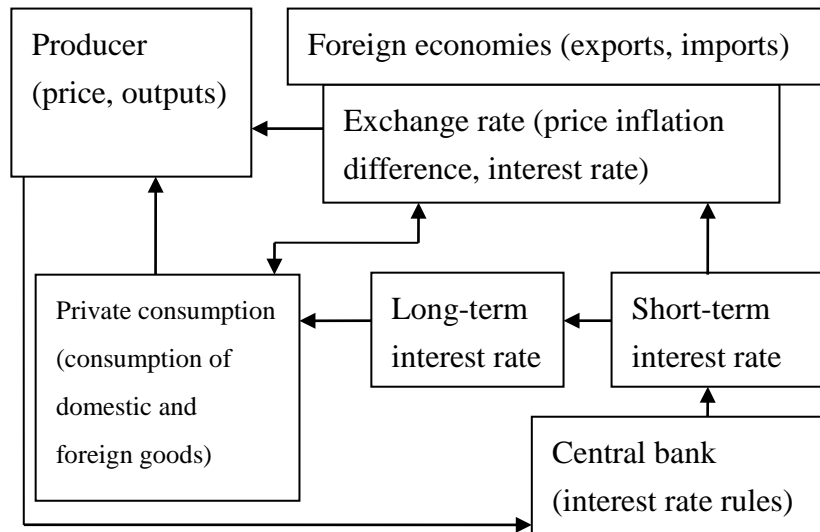 Producer
(price, outputs)
Foreign economies (exports, imports)
Exchange rate (price inflation
difference, interest rate)
Private consumption
(consumption of
domestic and
foreign goods)
Long-term
interest rate
Short-term
interest rate
Central bank
(interest rate rules)